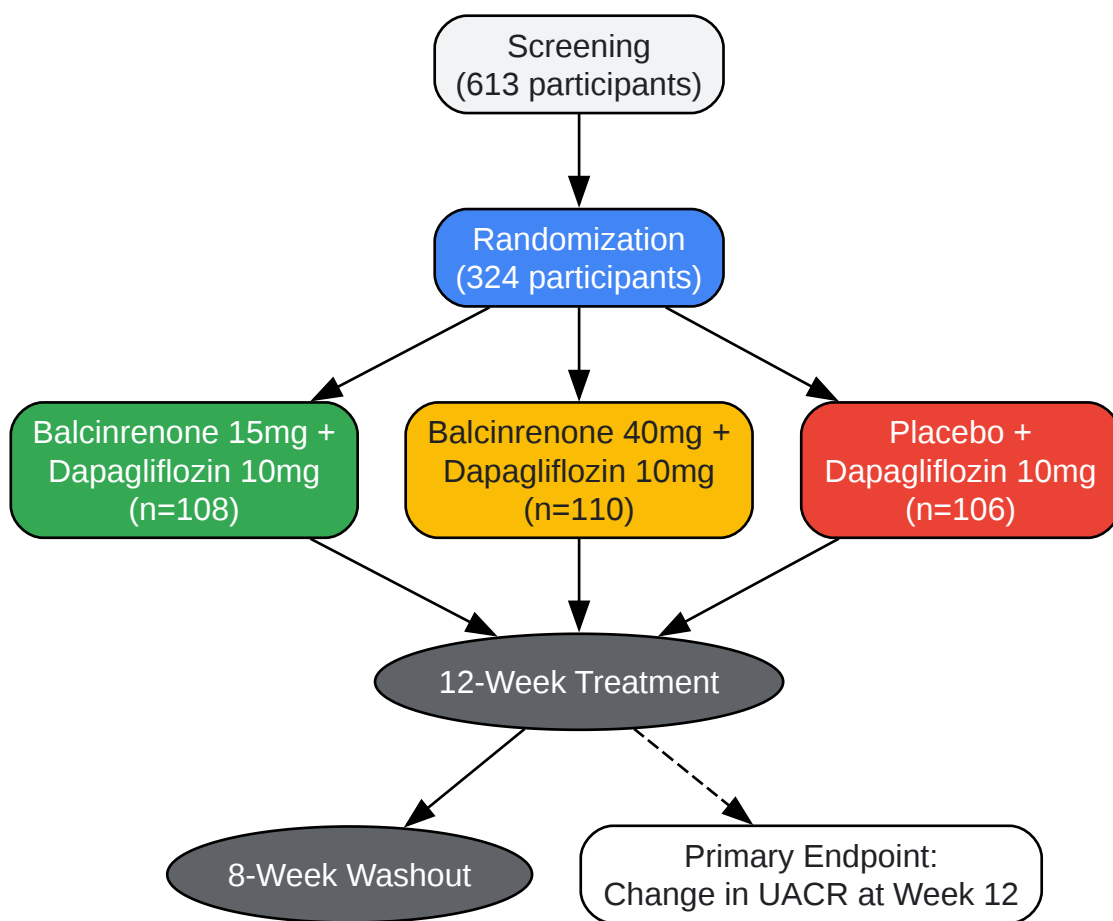 Screening
(613 participants)
Randomization
(324 participants)
Balcinrenone 15mg +
Dapagliflozin 10mg
(n=108)
Balcinrenone 40mg +
Dapagliflozin 10mg
(n=110)
Placebo +
Dapagliflozin 10mg
(n=106)
12-Week Treatment
8-Week Washout
Primary Endpoint:
Change in UACR at Week 12